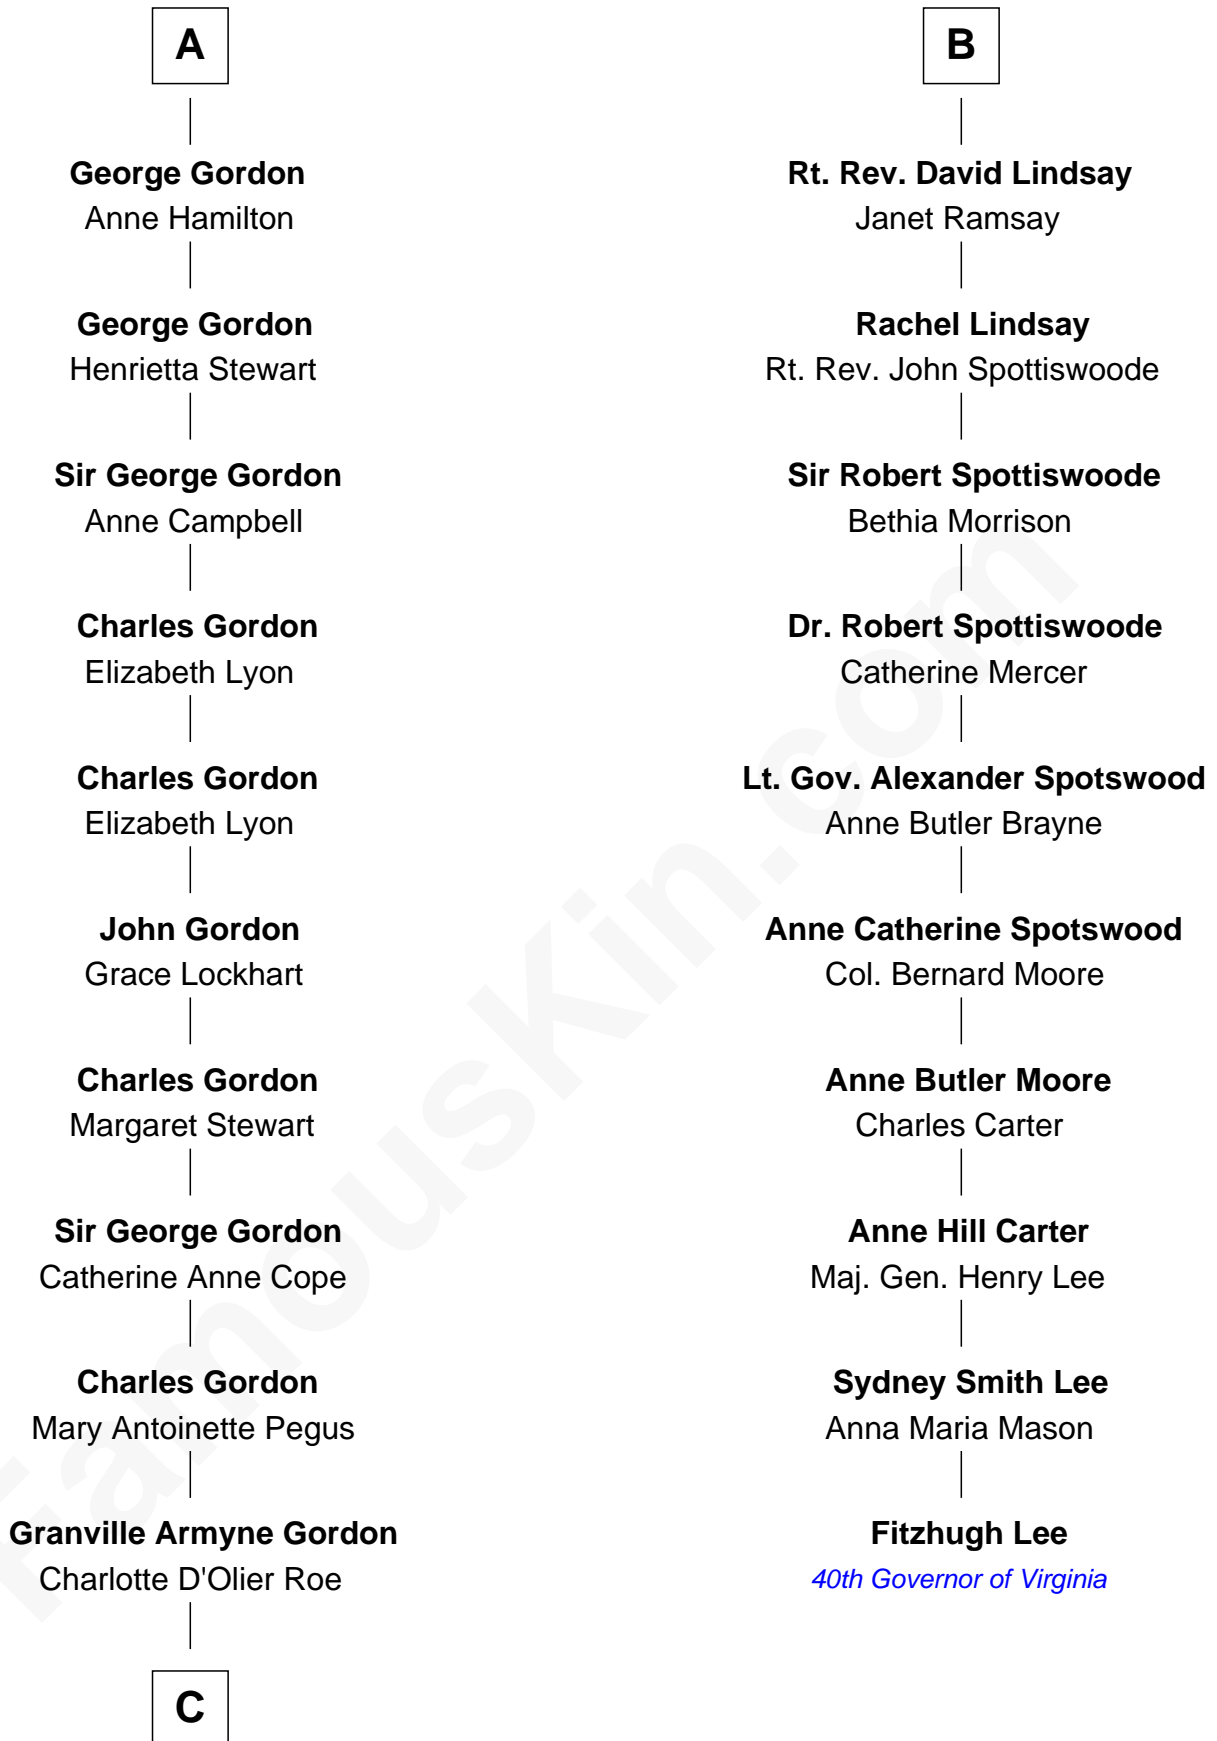 A
George Gordon
Anne Hamilton
George Gordon
Henrietta Stewart
Sir George Gordon
Anne Campbell
Charles Gordon
Elizabeth Lyon
Charles Gordon
Elizabeth Lyon
John Gordon
Grace Lockhart
Charles Gordon
Margaret Stewart
Sir George Gordon
Catherine Anne Cope
Charles Gordon
Mary Antoinette Pegus
Granville Armyne Gordon
Charlotte D'Olier Roe
C
B
Rt. Rev. David Lindsay
Janet Ramsay
Rachel Lindsay
Rt. Rev. John Spottiswoode
Sir Robert Spottiswoode
Bethia Morrison
Dr. Robert Spottiswoode
Catherine Mercer
Lt. Gov. Alexander Spotswood
Anne Butler Brayne
Anne Catherine Spotswood
Col. Bernard Moore
Anne Butler Moore
Charles Carter
Anne Hill Carter
Maj. Gen. Henry Lee
Sydney Smith Lee
Anna Maria Mason
Fitzhugh Lee
40th Governor of Virginia
FamousKin.com